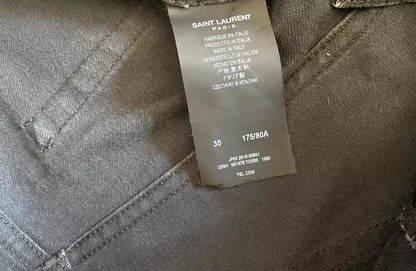 SAINT LAURENT
PARIS
FABRIQUÉ EN ITALIE
PRODOTTO IN ITALIA
MADE IN ITALY
HERGESTELLT IN ITALIEN
HECHO EN ITALIA
产地 意大利
イタリア製
СДЕЛАНО В ИТАЛИИ
30 175/80A
YSL.COM